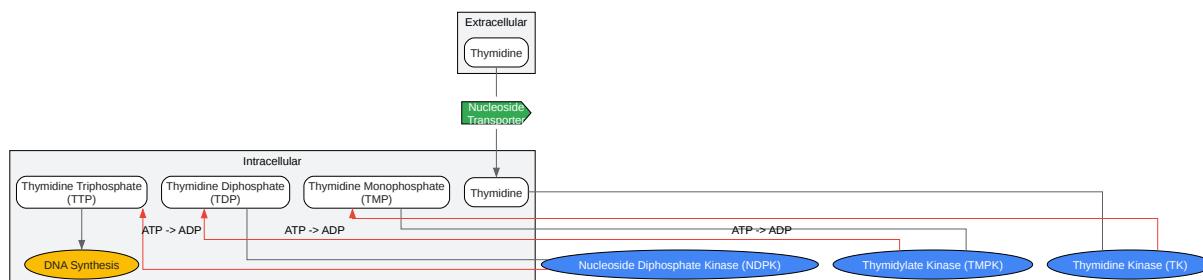 Extracellular
Thymidine
Nucleoside
Transporter
Intracellular
Thymidine Triphosphate
(TTP)
Thymidine Diphosphate
(TDP)
Thymidine Monophosphate
(TMP)
Thymidine
ATP -> ADP
ATP -> ADP
ATP -> ADP
DNA Synthesis
Nucleoside Diphosphate Kinase (NDPK)
Thymidylate Kinase (TMPK)
Thymidine Kinase (TK)